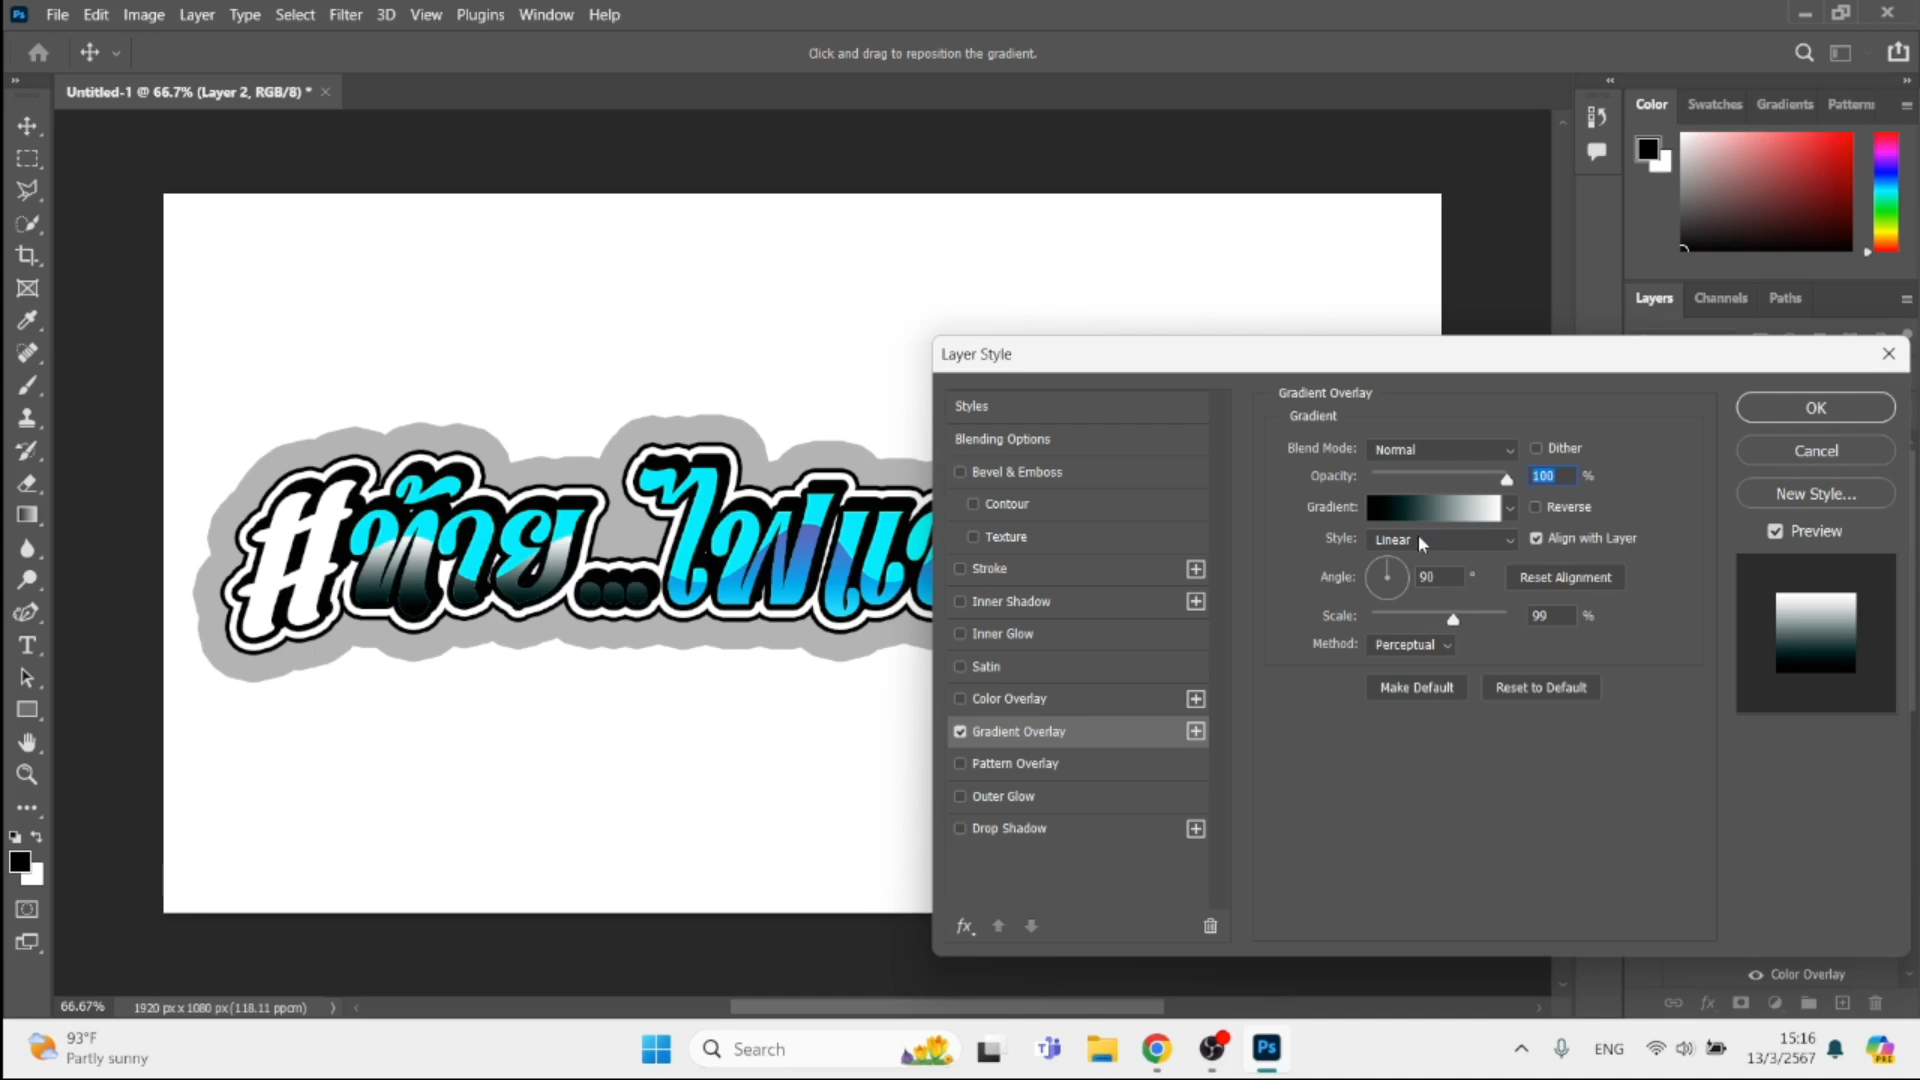 Ps File Edit Image Layer Type Select Filter 3D View Plugins Window Help
Click and drag to reposition the gradient.
Untitled-1 @ 66.7% (Layer 2, RGB/8) *
Color Swatches Gradients Patterns
Layers Channels Paths
#ท้าย...ไฟแ
Layer Style
Styles
Blending Options
Bevel & Emboss
Contour
Texture
Stroke
Inner Shadow
Inner Glow
Satin
Color Overlay
Gradient Overlay
Pattern Overlay
Outer Glow
Drop Shadow
fx
Gradient Overlay
Gradient
Blend Mode: Normal Dither
Opacity: 100 %
Gradient: Reverse
Style: Linear Align with Layer
Angle: 90 ° Reset Alignment
Scale: 99 %
Method: Perceptual
Make Default Reset to Default
OK
Cancel
New Style...
Preview
Color Overlay
fx
66.67% 1920 px x 1080 px (118.11 ppcm)
93°F
Partly sunny
Search
Ps
ENG
15:16
13/3/2567
PRE